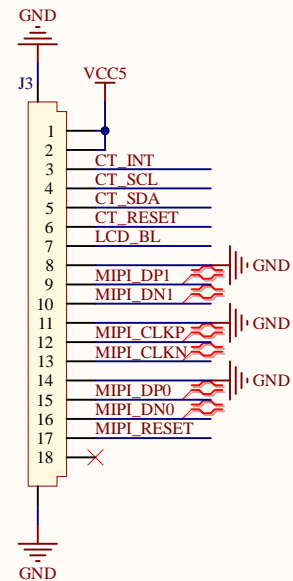 GND
J3
VCC5
1
2
3 CT_INT
4 CT_SCL
5 CT_SDA
6 CT_RESET
7 LCD_BL
8 GND
9 MIPI_DP1
10 MIPI_DN1
11 GND
12 MIPI_CLKP
13 MIPI_CLKN
14 GND
15 MIPI_DP0
16 MIPI_DN0
17 MIPI_RESET
18
GND